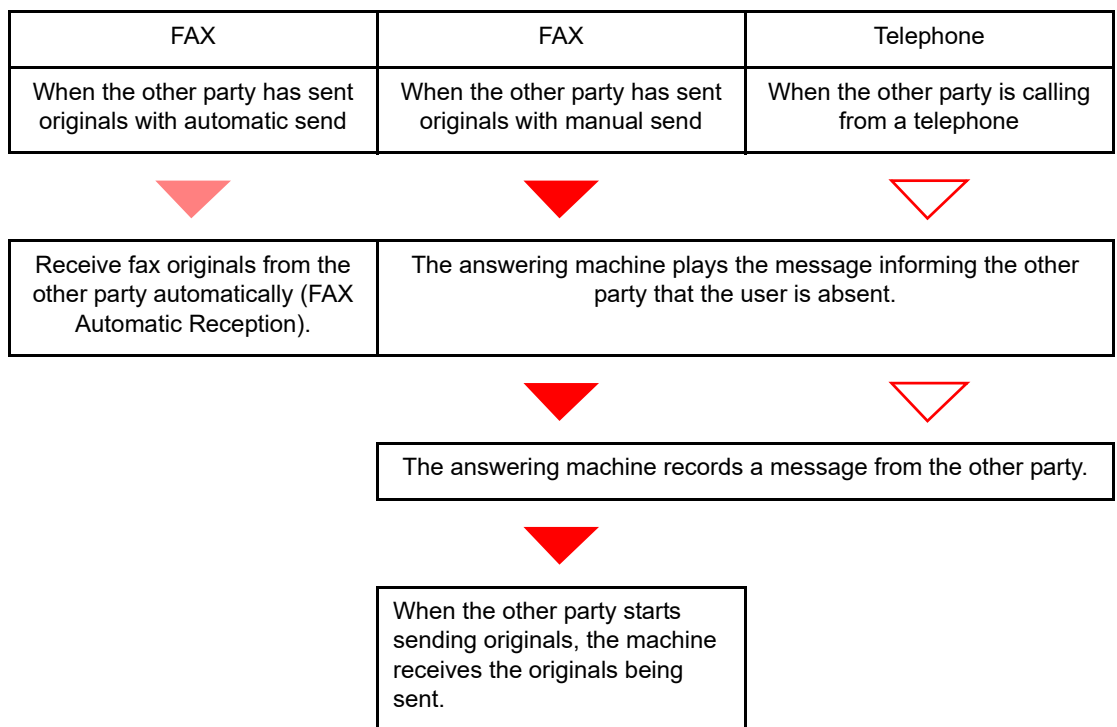 FAX
FAX
Telephone
When the other party has sent
originals with automatic send
When the other party has sent
originals with manual send
When the other party is calling
from a telephone
Receive fax originals from the
other party automatically (FAX
Automatic Reception).
The answering machine plays the message informing the other
party that the user is absent.
The answering machine records a message from the other party.
When the other party starts
sending originals, the machine
receives the originals being
sent.